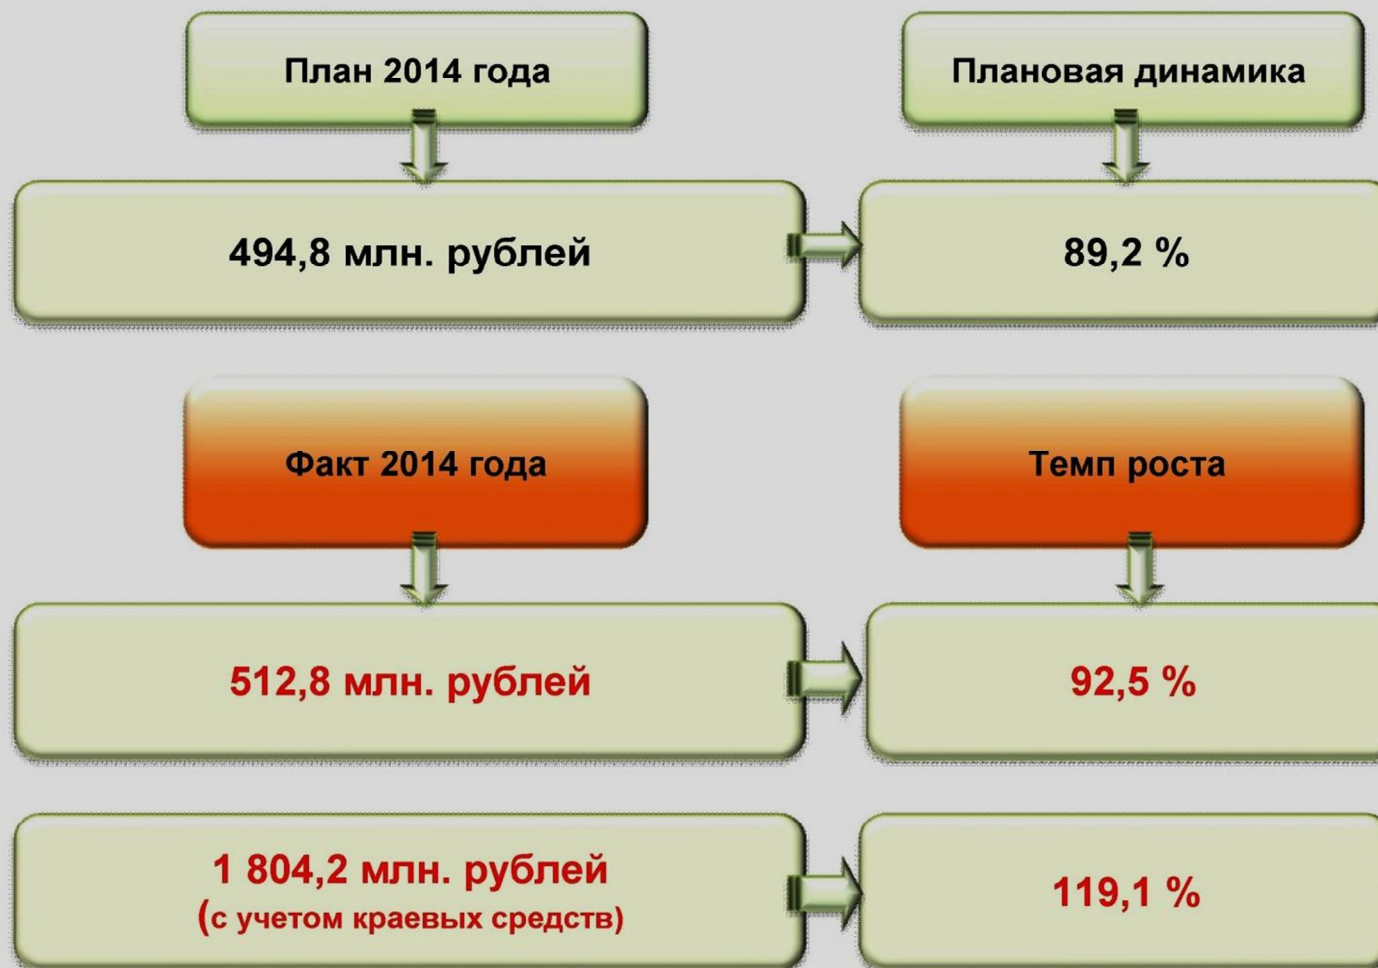 План 2014 года
Плановая динамика
494,8 млн. рублей
89,2 %
Факт 2014 года
Темп роста
512,8 млн. рублей
92,5 %
1 804,2 млн. рублей
(с учетом краевых средств)
119,1 %